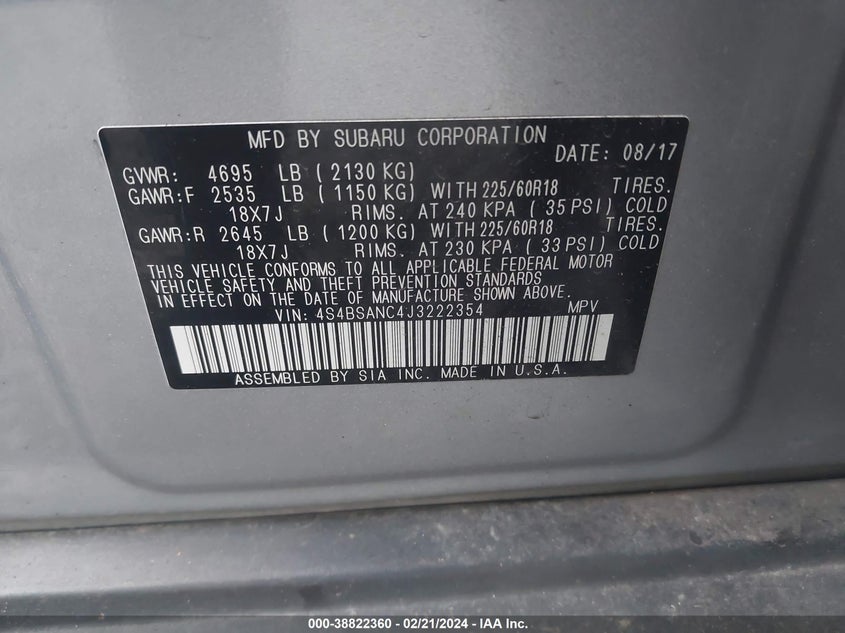 MFD BY SUBARU CORPORATION
DATE: 08/17
GVWR: 4695 LB ( 2130 KG)
GAWR:F 2535 LB ( 1150 KG) WITH 225/60R18 TIRES.
18X7J RIMS. AT 240 KPA ( 35 PSI) COLD
GAWR:R 2645 LB ( 1200 KG) WITH 225/60R18 TIRES.
18X7J RIMS. AT 230 KPA ( 33 PSI) COLD
THIS VEHICLE CONFORMS TO ALL APPLICABLE FEDERAL MOTOR
VEHICLE SAFETY AND THEFT PREVENTION STANDARDS
IN EFFECT ON THE DATE OF MANUFACTURE SHOWN ABOVE.
VIN: 4S4BSANC4J3222354 MPV
ASSEMBLED BY SIA INC. MADE IN U.S.A.
000-38822360 - 02/21/2024 - IAA Inc.